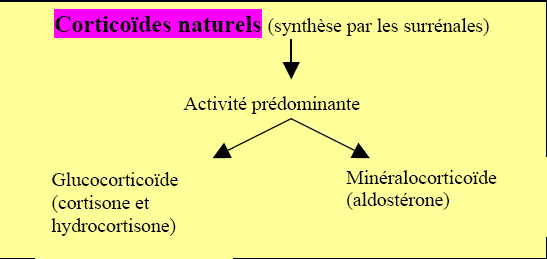 Corticoïdes naturels (synthèse par les surrénales)
Activité prédominante
Glucocorticoïde
(cortisone et
hydrocortisone)
Minéralocorticoïde
(aldostérone)